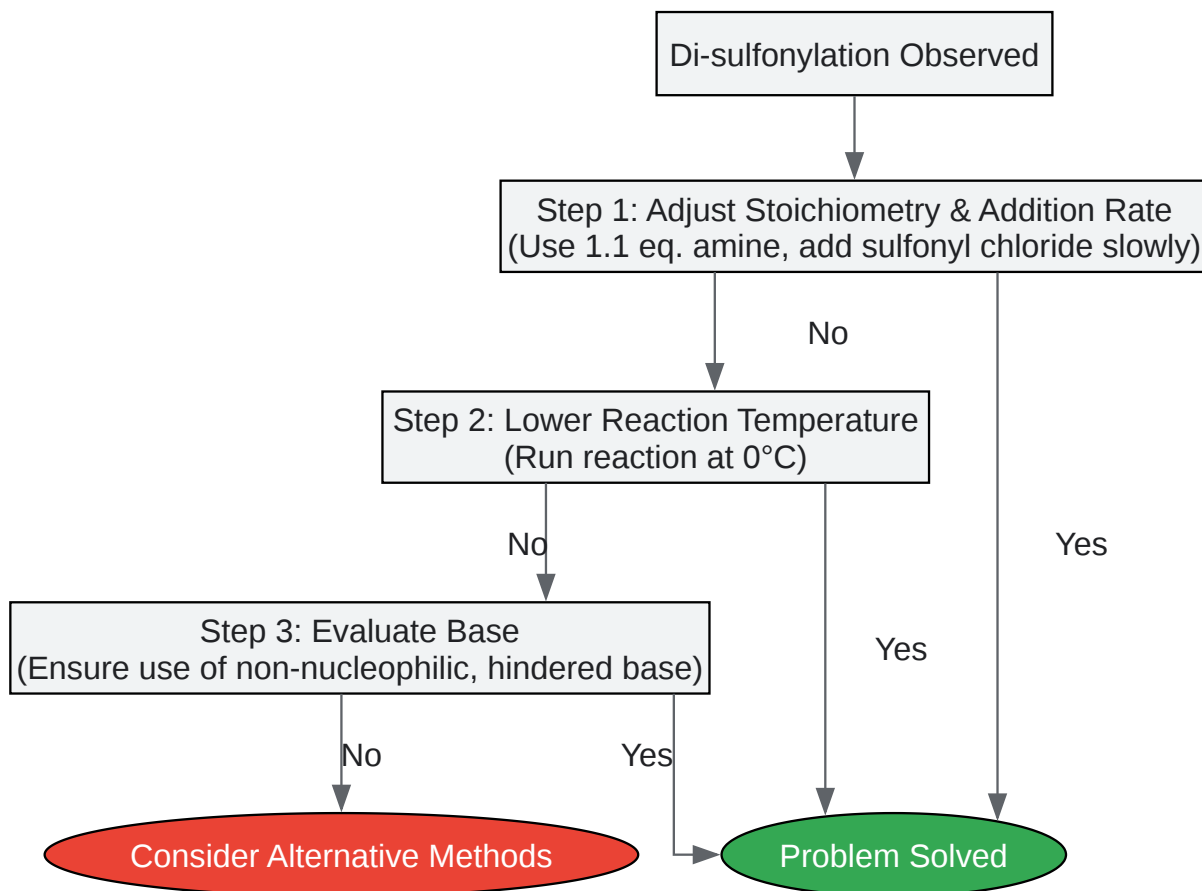 Di-sulfonylation Observed
Step 1: Adjust Stoichiometry & Addition Rate
(Use 1.1 eq. amine, add sulfonyl chloride slowly)
No
Step 2: Lower Reaction Temperature
(Run reaction at 0°C)
No
Yes
Step 3: Evaluate Base
(Ensure use of non-nucleophilic, hindered base)
Yes
No
Yes
Consider Alternative Methods
Problem Solved